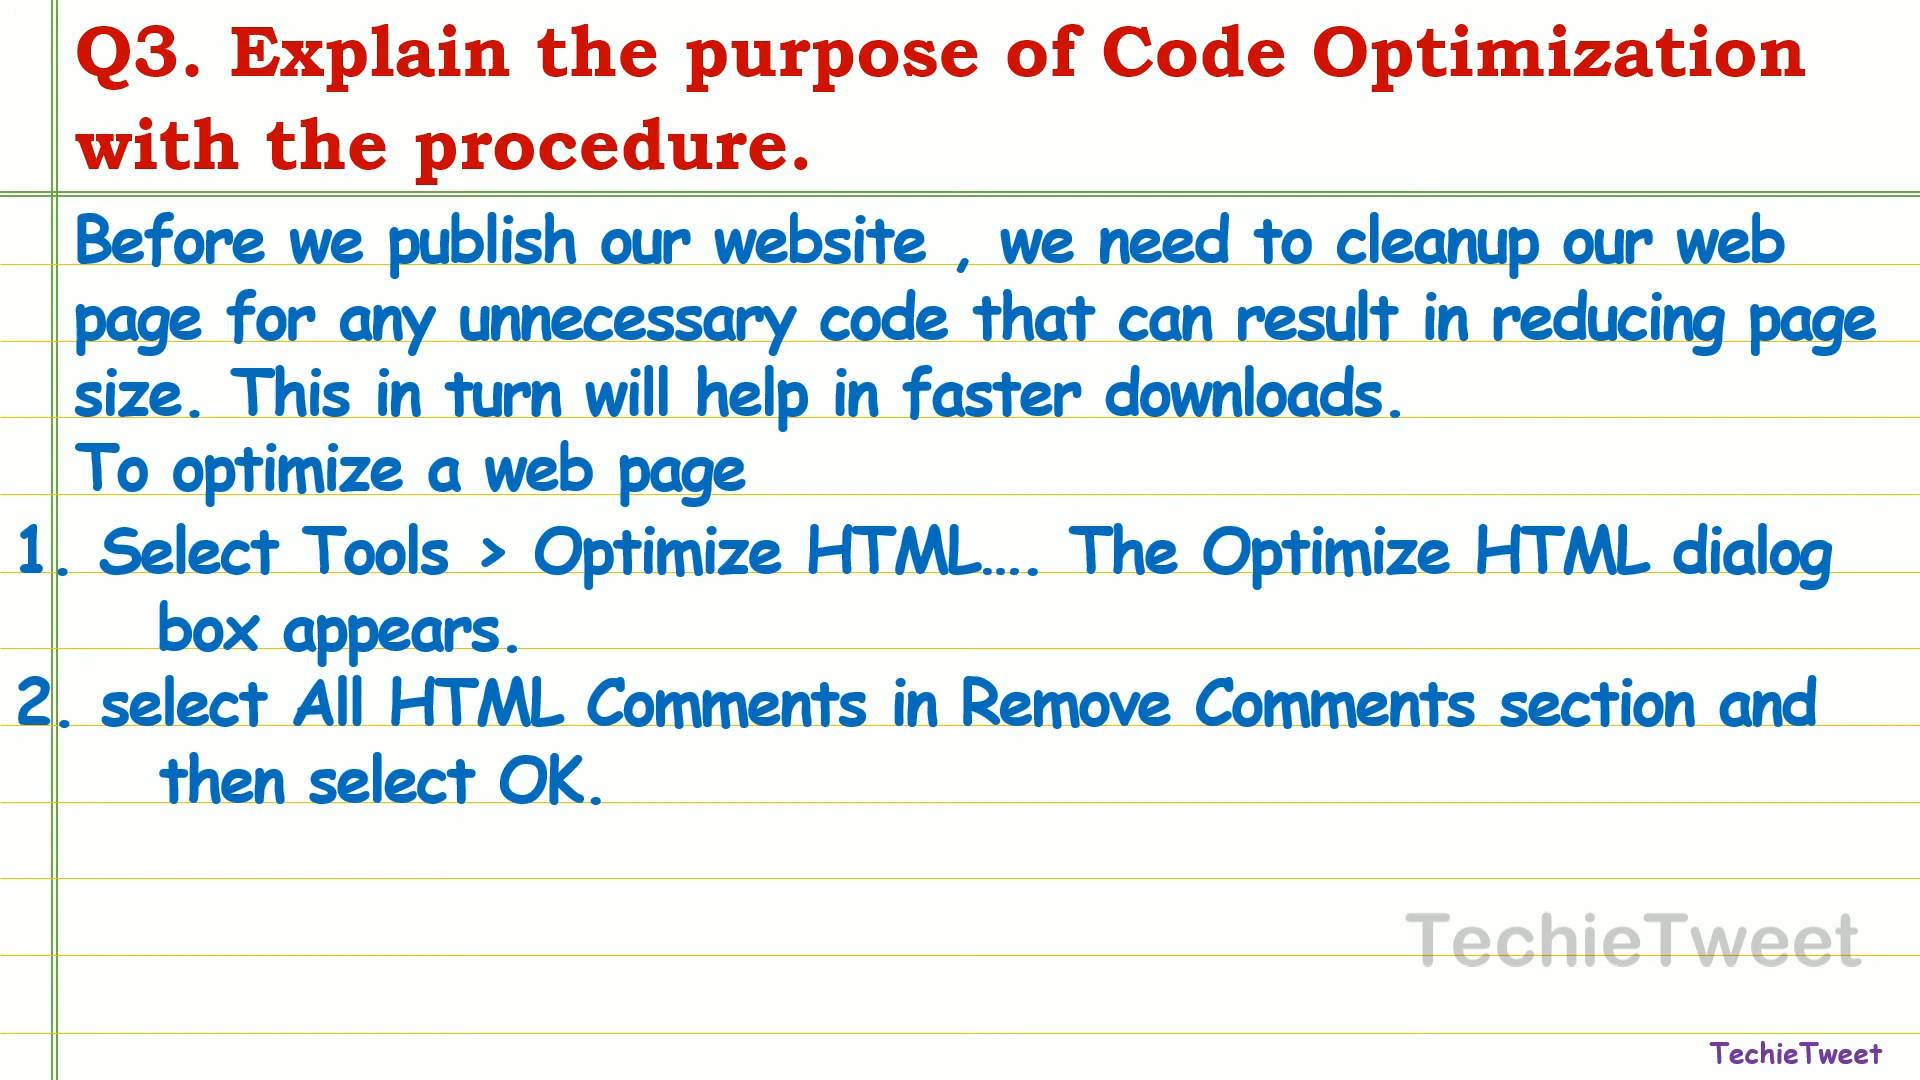 Q3. Explain the purpose of Code Optimization
with the procedure.
Before we publish our website , we need to cleanup our web
page for any unnecessary code that can result in reducing page
size. This in turn will help in faster downloads.
To optimize a web page
1. Select Tools > Optimize HTML.... The Optimize HTML dialog
box appears.
2. select All HTML Comments in Remove Comments section and
then select OK.
TechieTweet
TechieTweet